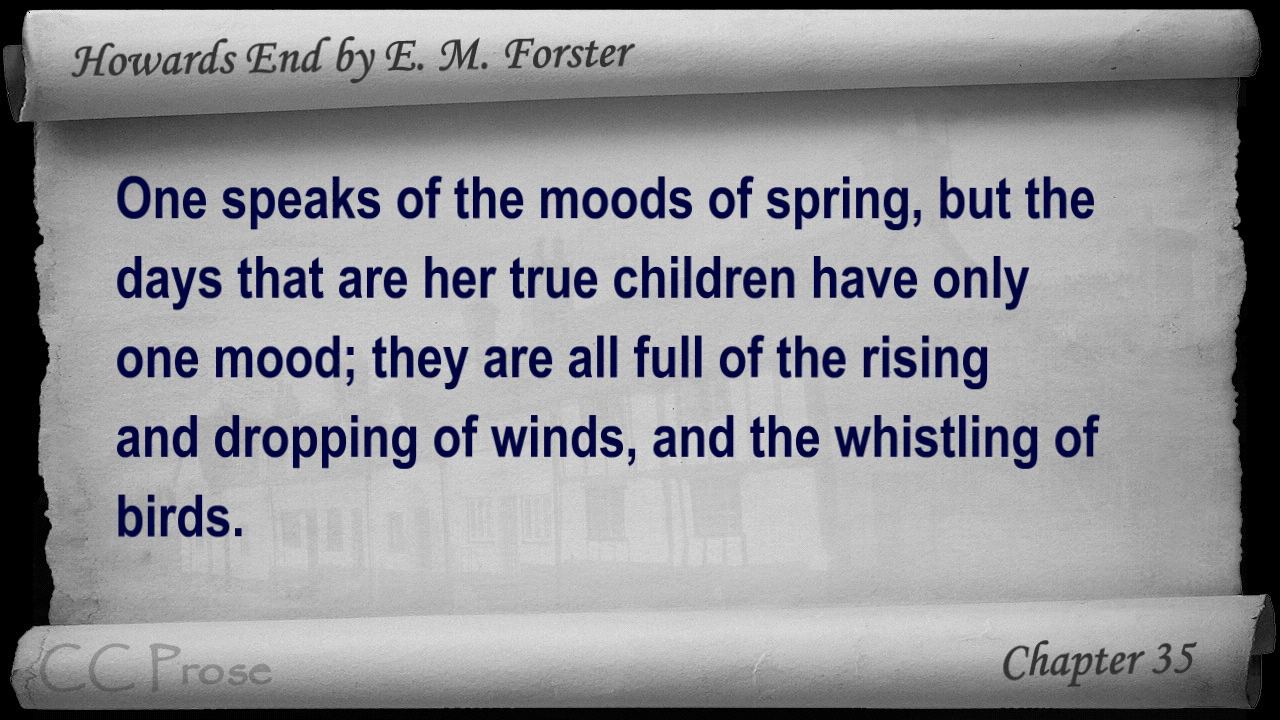 Howards End by E. M. Forster
One speaks of the moods of spring, but the
days that are her true children have only
one mood; they are all full of the rising
and dropping of winds, and the whistling of
birds.
CC Prose
Chapter 35